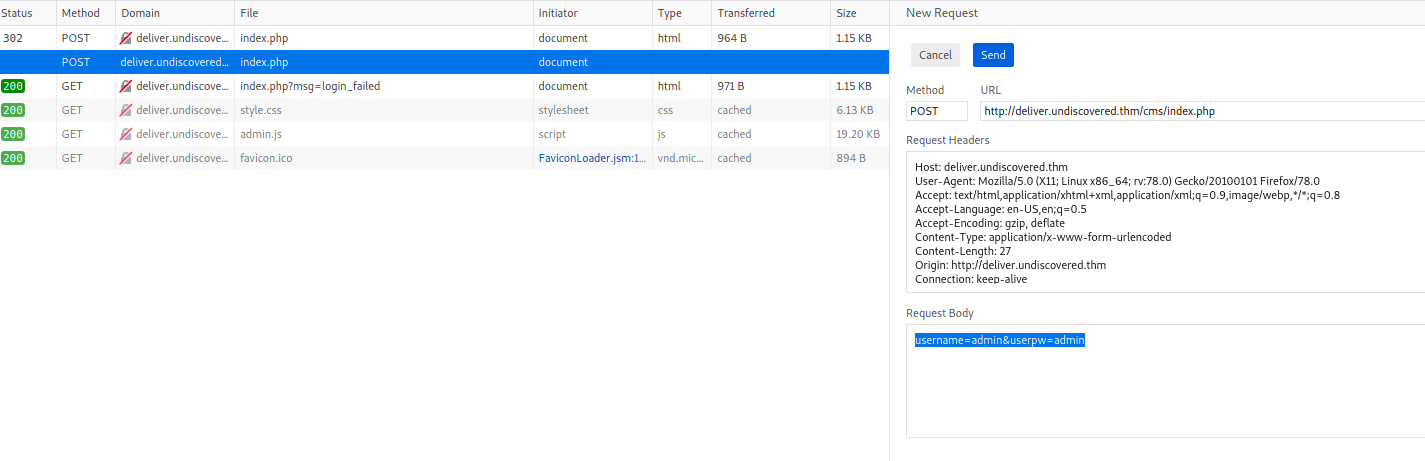 Status Method Domain File Initiator Type Transferred Size
302 POST deliver.undiscove... index.php document html 964 B 1.15 KB
POST deliver.undiscovered... index.php document
200 GET deliver.undiscove... index.php?msg=login_failed document html 971 B 1.15 KB
200 GET deliver.undiscove... style.css stylesheet css cached 6.13 KB
200 GET deliver.undiscove... admin.js script js cached 19.20 KB
200 GET deliver.undiscove... favicon.ico FaviconLoader.jsm:1... vnd.mic... cached 894 B
New Request
Cancel Send
Method URL
POST http://deliver.undiscovered.thm/cms/index.php
Request Headers
Host: deliver.undiscovered.thm
User-Agent: Mozilla/5.0 (X11; Linux x86_64; rv:78.0) Gecko/20100101 Firefox/78.0
Accept: text/html,application/xhtml+xml,application/xml;q=0.9,image/webp,*/*;q=0.8
Accept-Language: en-US,en;q=0.5
Accept-Encoding: gzip, deflate
Content-Type: application/x-www-form-urlencoded
Content-Length: 27
Origin: http://deliver.undiscovered.thm
Connection: keep-alive
Request Body
username=admin&userpw=admin